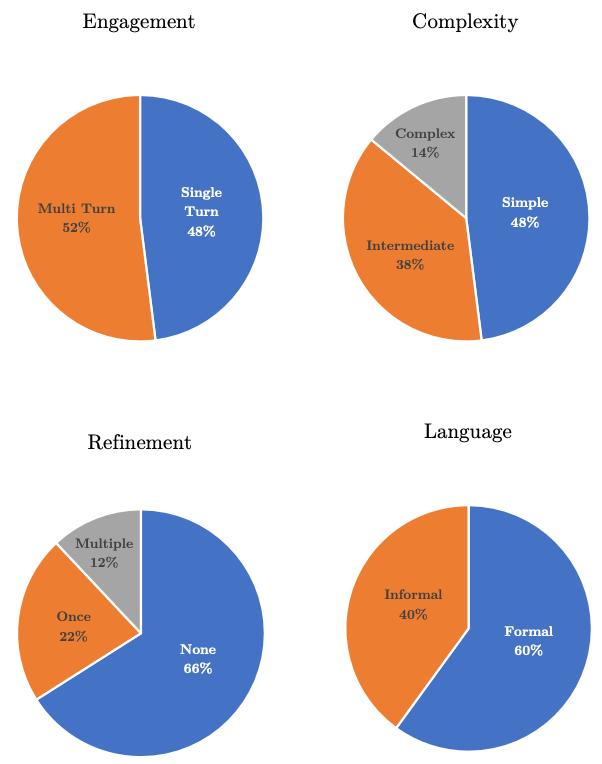 Engagement
Single
Turn
48%
Multi Turn
52%
Complexity
Complex
14%
Simple
48%
Intermediate
38%
Refinement
Multiple
12%
Once
22%
None
66%
Language
Informal
40%
Formal
60%